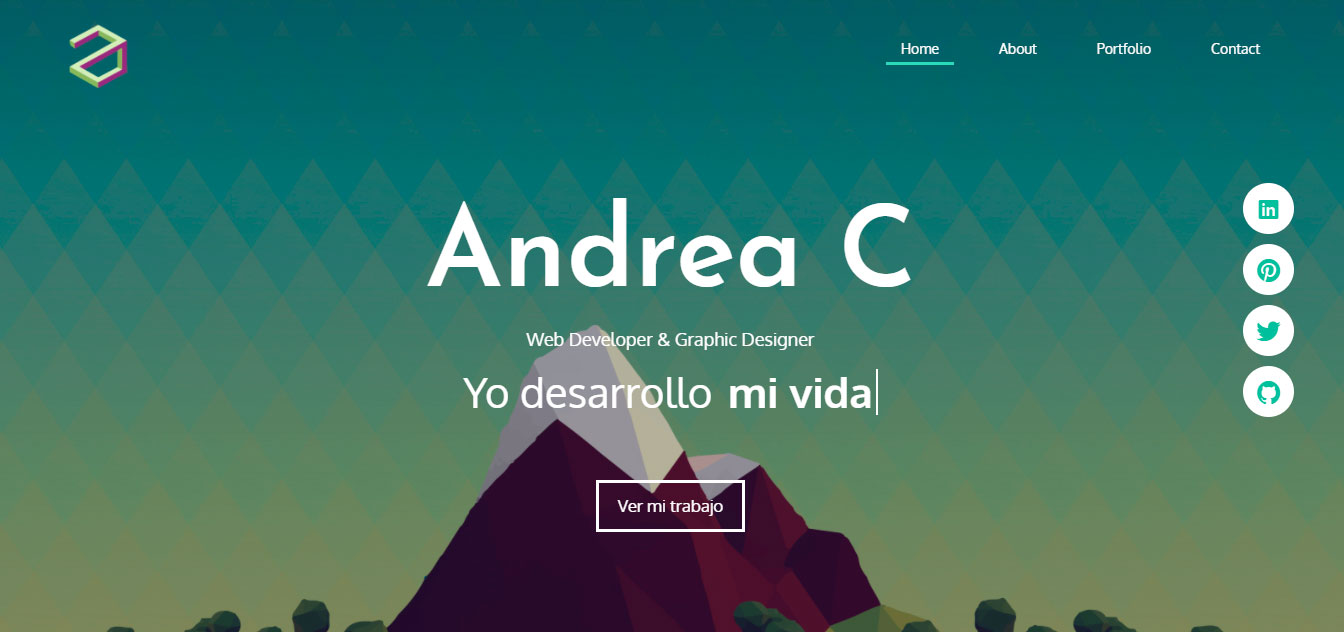 Home About Portfolio Contact
Andrea C
Web Developer & Graphic Designer
Yo desarrollo mi vida
Ver mi trabajo